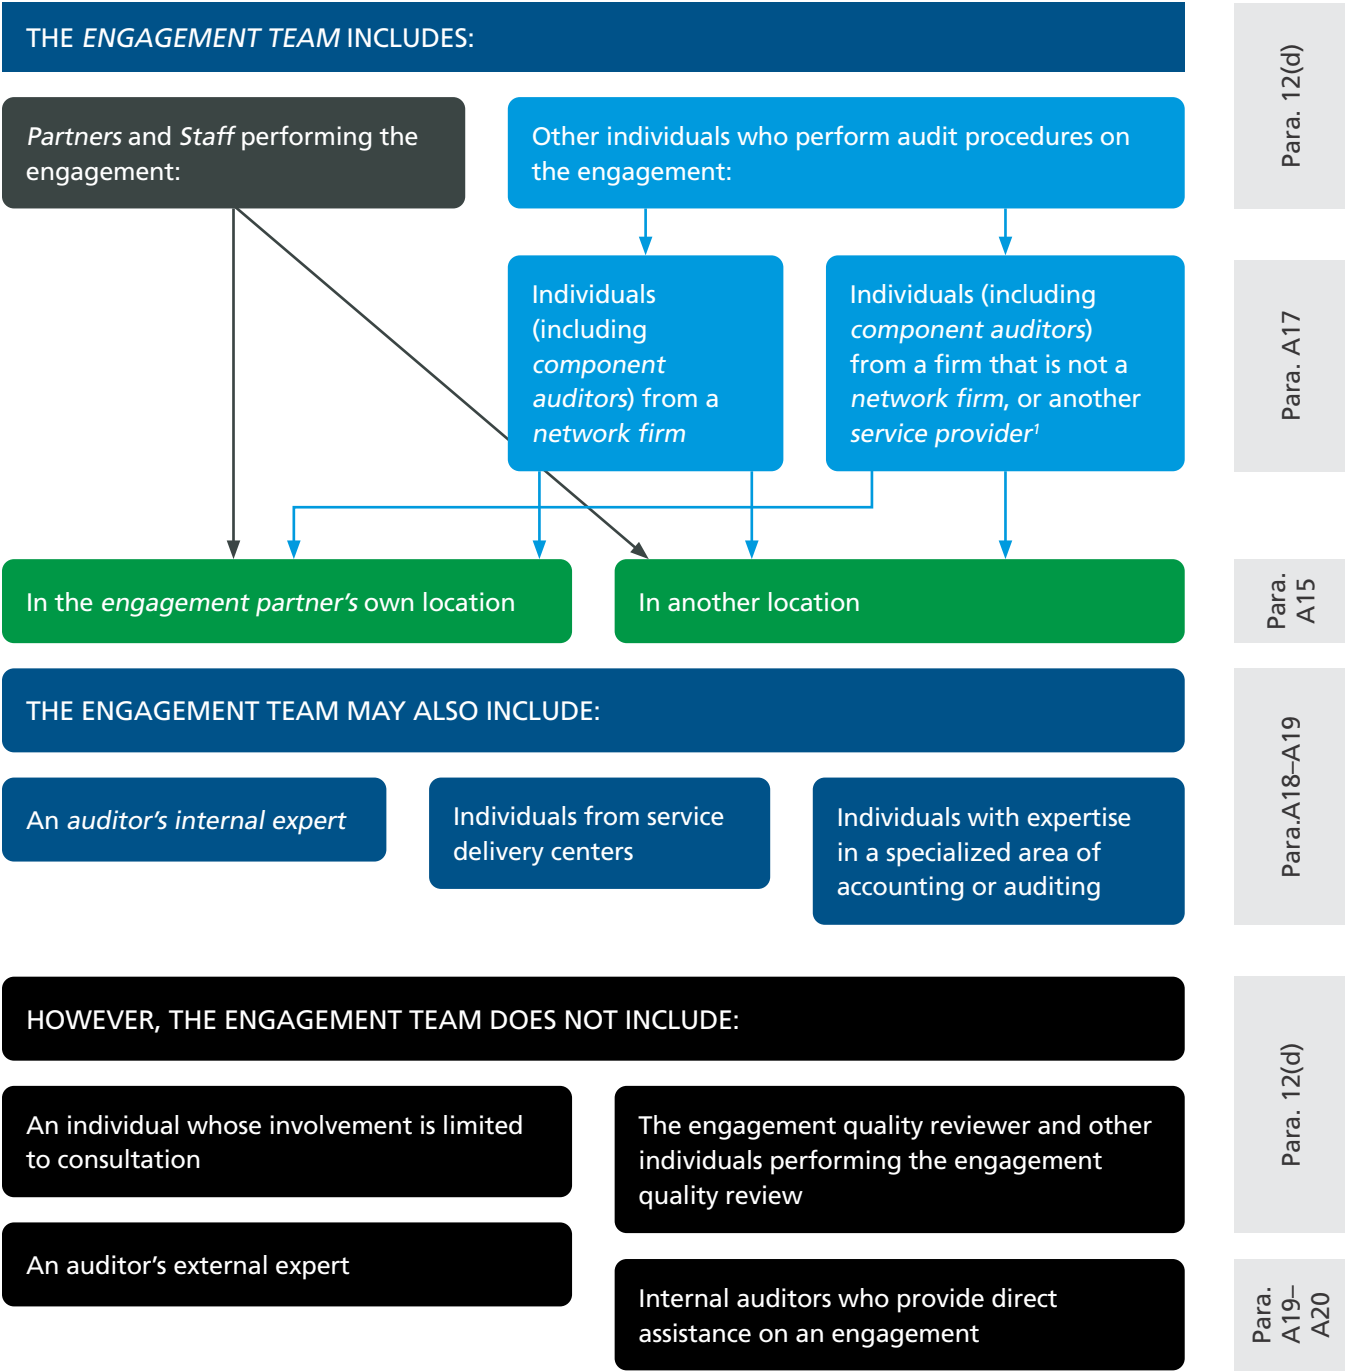 THE ENGAGEMENT TEAM INCLUDES:
Para. 12(d)
Partners and Staff performing the
engagement:
Other individuals who perform audit procedures on
the engagement:
Individuals
(including
component
auditors) from a
network firm
Individuals (including
component auditors)
from a firm that is not a
network firm, or another
service provider¹
Para. A17
In the engagement partner’s own location
In another location
Para.
A15
THE ENGAGEMENT TEAM MAY ALSO INCLUDE:
An auditor’s internal expert
Individuals from service
delivery centers
Individuals with expertise
in a specialized area of
accounting or auditing
Para.A18–A19
HOWEVER, THE ENGAGEMENT TEAM DOES NOT INCLUDE:
An individual whose involvement is limited
to consultation
The engagement quality reviewer and other
individuals performing the engagement
quality review
Para. 12(d)
An auditor’s external expert
Internal auditors who provide direct
assistance on an engagement
Para.
A19–
A20